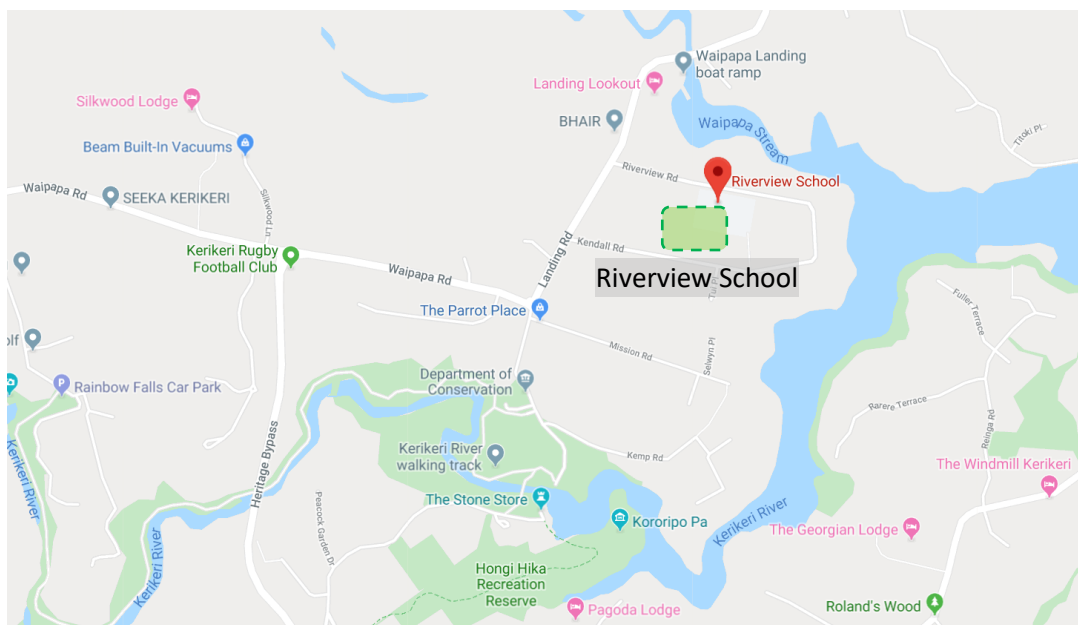 Waipapa Landing
boat ramp
Landing Lookout
Silkwood Lodge
BHAIR
Waipapa Stream
Titoki Pl
Beam Built-In Vacuums
Riverview Rd
Riverview School
Waipapa Rd
SEEKA KERIKERI
Silkwood Ln
Kerikeri Rugby
Football Club
Landing Rd
Kendall Rd
Waipapa Rd
Riverview School
Tui Pl
Fuller Terrace
The Parrot Place
olf
Mission Rd
Selwyn Pl
Department of
Conservation
Rainbow Falls Car Park
Rarere Terrace
Reinga Rd
Kerikeri River
Heritage Bypass
Kerikeri River
walking track
Kemp Rd
The Windmill Kerikeri
The Stone Store
Peacock Garden Dr
Kororipo Pa
Kerikeri River
The Georgian Lodge
Kerikeri River
Hongi Hika
Recreation
Reserve
Pagoda Lodge
Roland's Wood